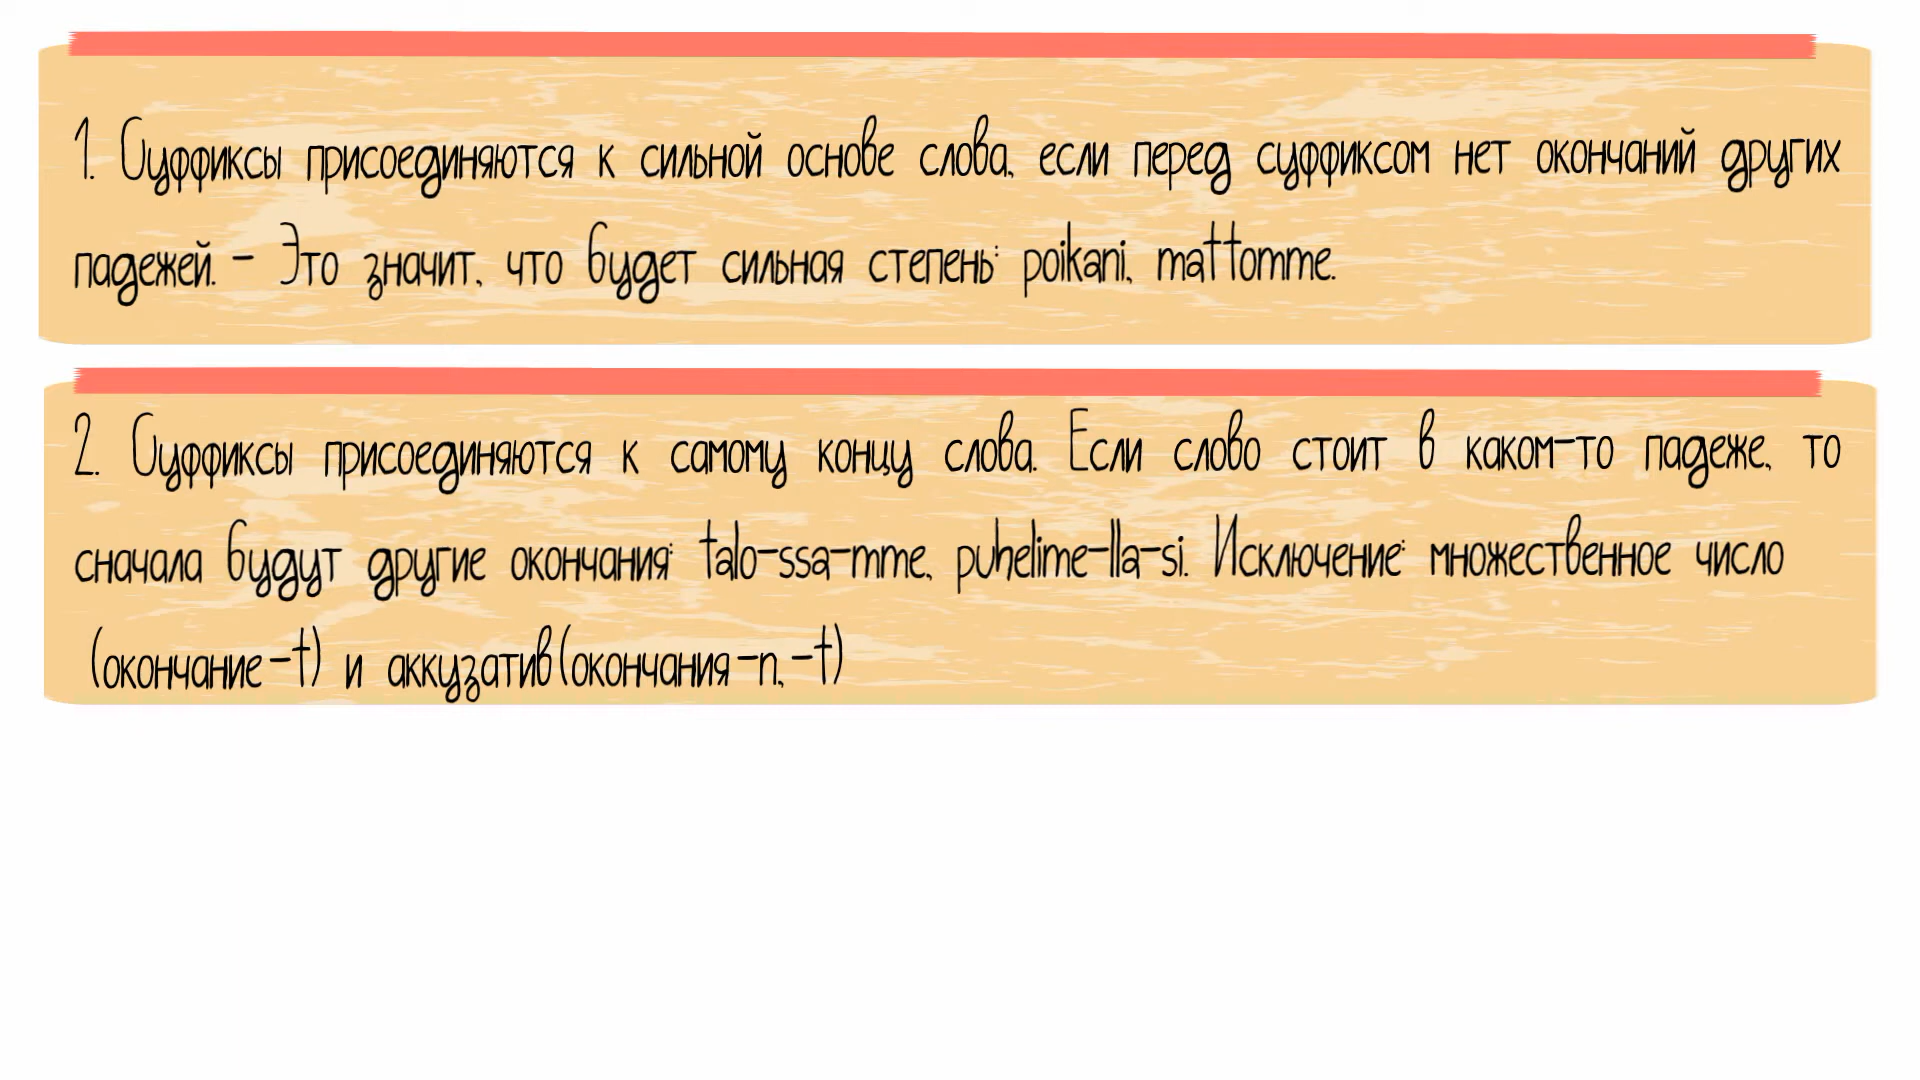 1. Суффиксы присоединяются к сильной основе слова, если перед суффиксом нет окончаний других
падежей. - Это значит, что будет сильная степень: poikani, mattomme.
2. Суффиксы присоединяются к самому концу слова. Если слово стоит в каком-то падеже, то
сначала будут другие окончания: talo-ssa-mme, puhelime-lla-si. Исключение: множественное число
(окончание -t) и аккузатив (окончания -n, -t)